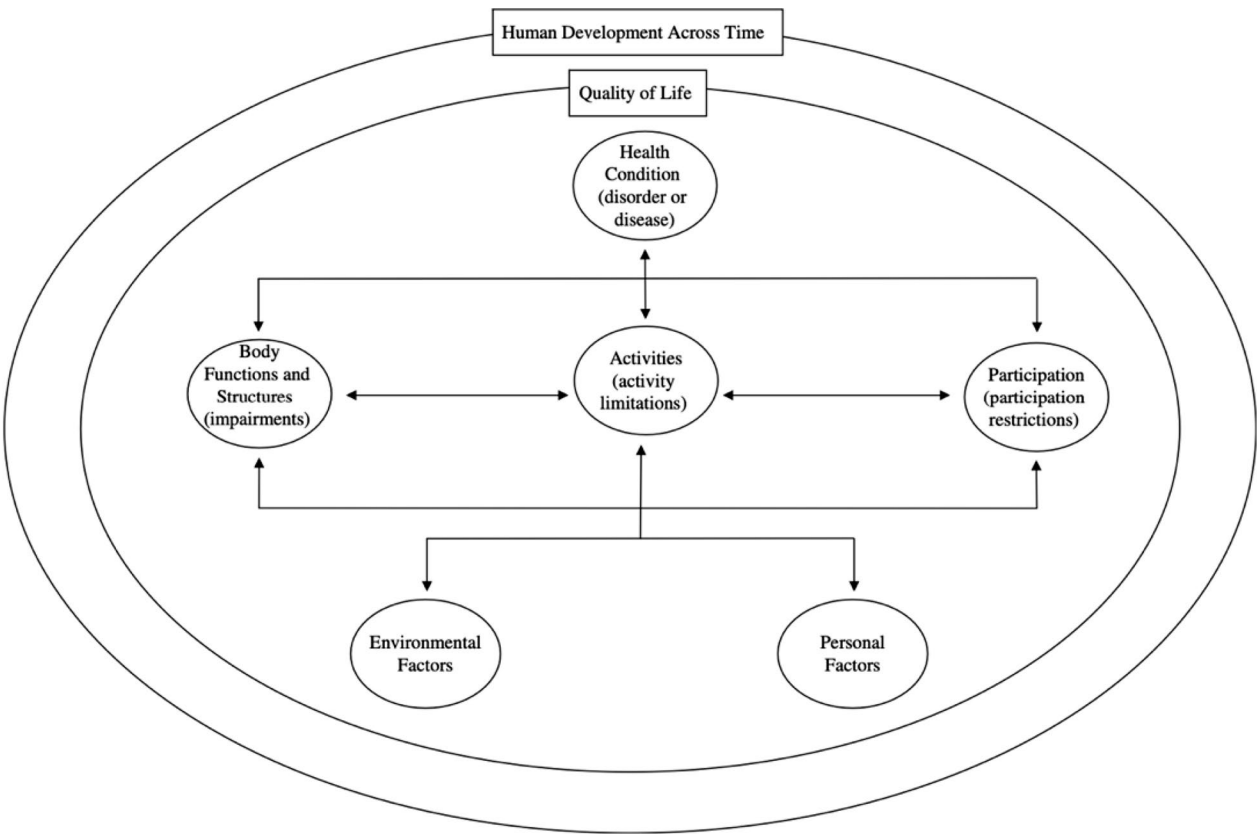 Human Development Across Time
Quality of Life
Health
Condition
(disorder or
disease)
Body
Functions and
Structures
(impairments)
Activities
(activity
limitations)
Participation
(participation
restrictions)
Environmental
Factors
Personal
Factors